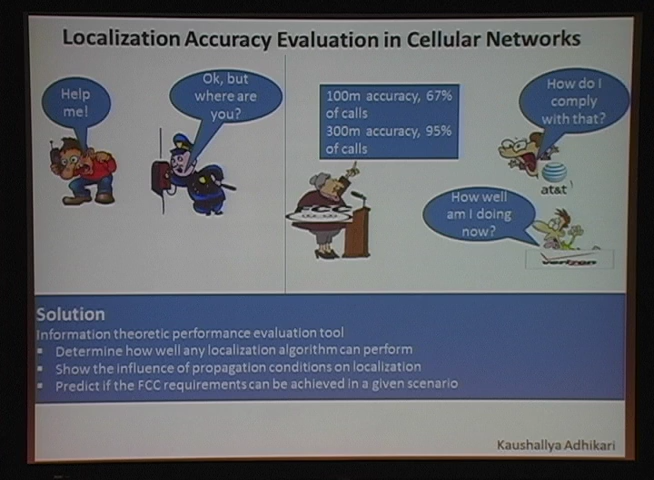 Localization Accuracy Evaluation in Cellular Networks
Help
me!
Ok, but
where are
you?
100m accuracy, 67%
of calls
300m accuracy, 95%
of calls
How do I
comply
with that?
at&t
FCC
How well
am I doing
now?
verizon
Solution
Information theoretic performance evaluation tool
Determine how well any localization algorithm can perform
Show the influence of propagation conditions on localization
Predict if the FCC requirements can be achieved in a given scenario
Kaushallya Adhikari